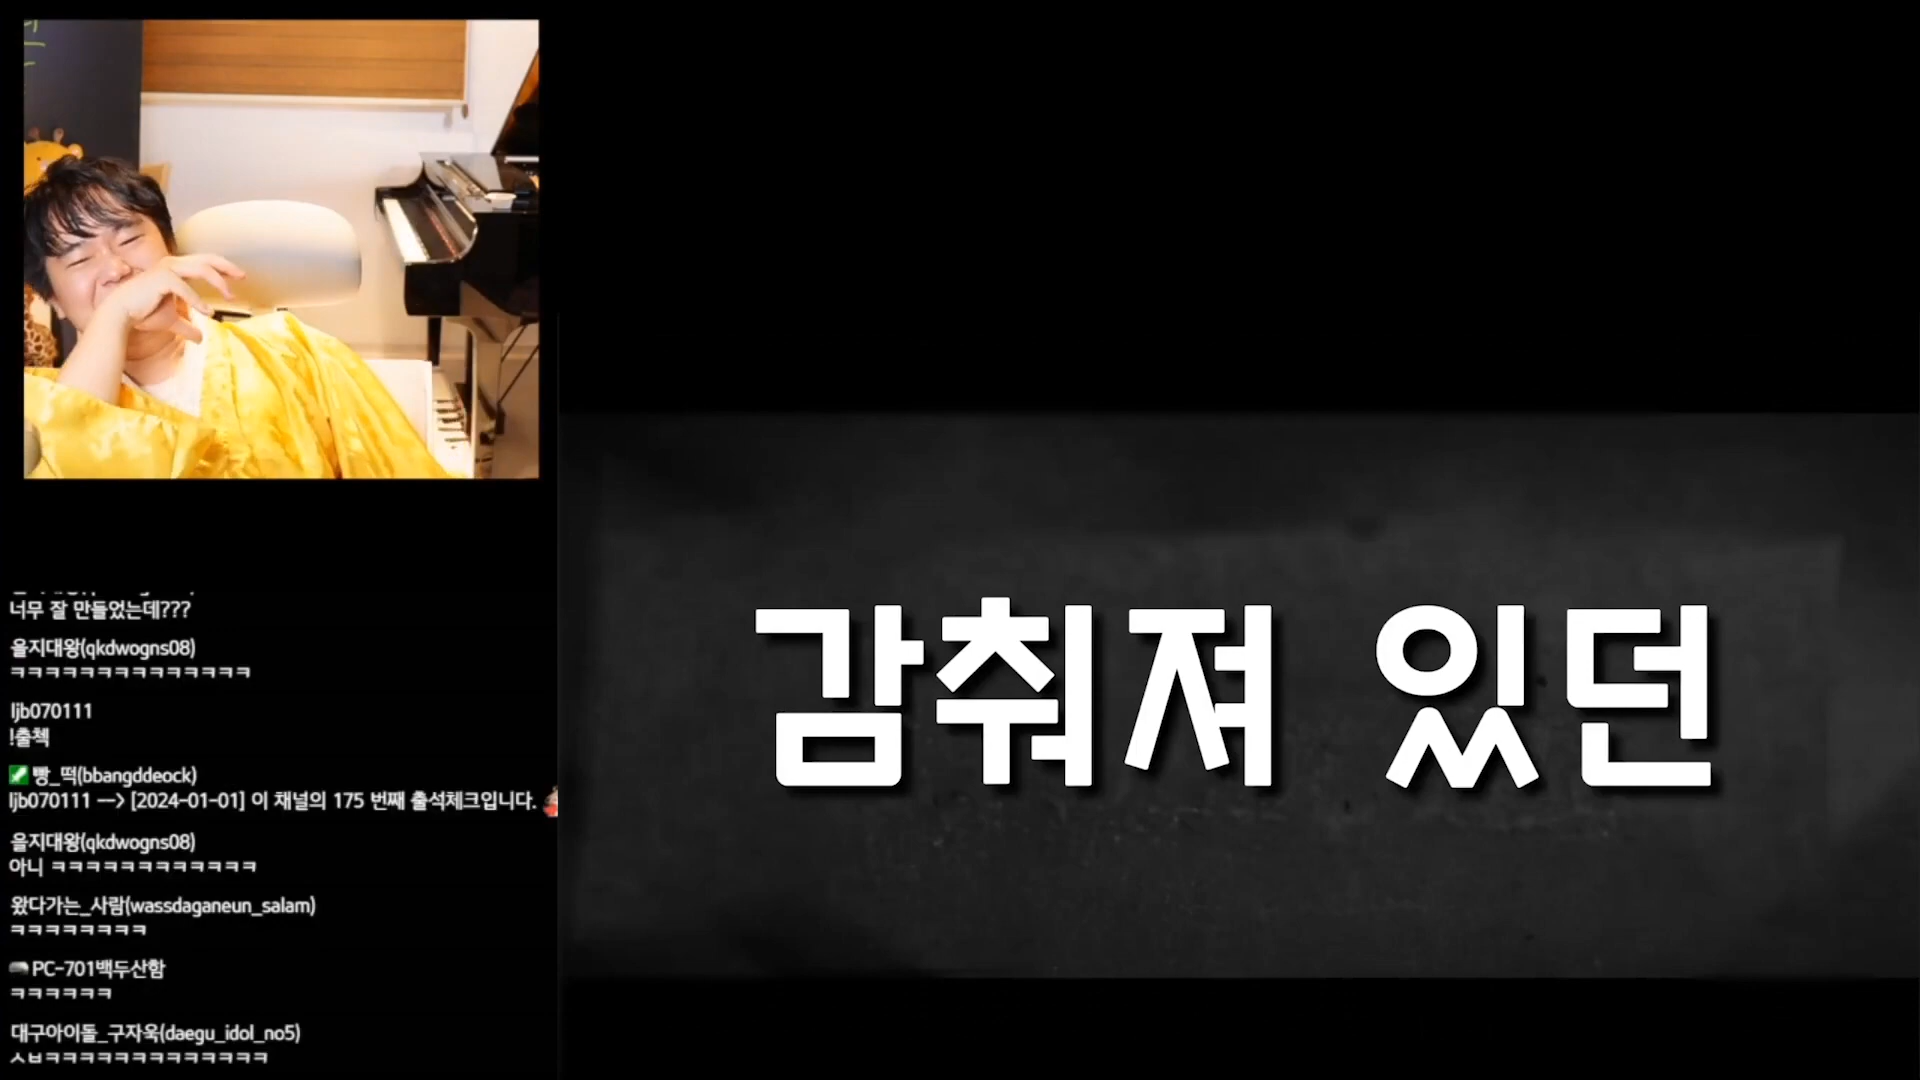 너무 잘 만들었는데???
을지대왕(qkdwogns08)
ㅋㅋㅋㅋㅋㅋㅋㅋㅋㅋㅋㅋㅋㅋ
ljb070111
!출첵
빵_떡(bbangddeock)
ljb070111 --> [2024-01-01] 이 채널의 175 번째 출석체크입니다.
을지대왕(qkdwogns08)
아니 ㅋㅋㅋㅋㅋㅋㅋㅋㅋㅋㅋㅋ
왔다가는_사람(wassdaganeun_salam)
ㅋㅋㅋㅋㅋㅋㅋㅋ
PC-701백두산함
ㅋㅋㅋㅋㅋㅋ
대구아이돌_구자욱(daegu_idol_no5)
ㅅㅂㅋㅋㅋㅋㅋㅋㅋㅋㅋㅋㅋㅋㅋ
감춰져 있던